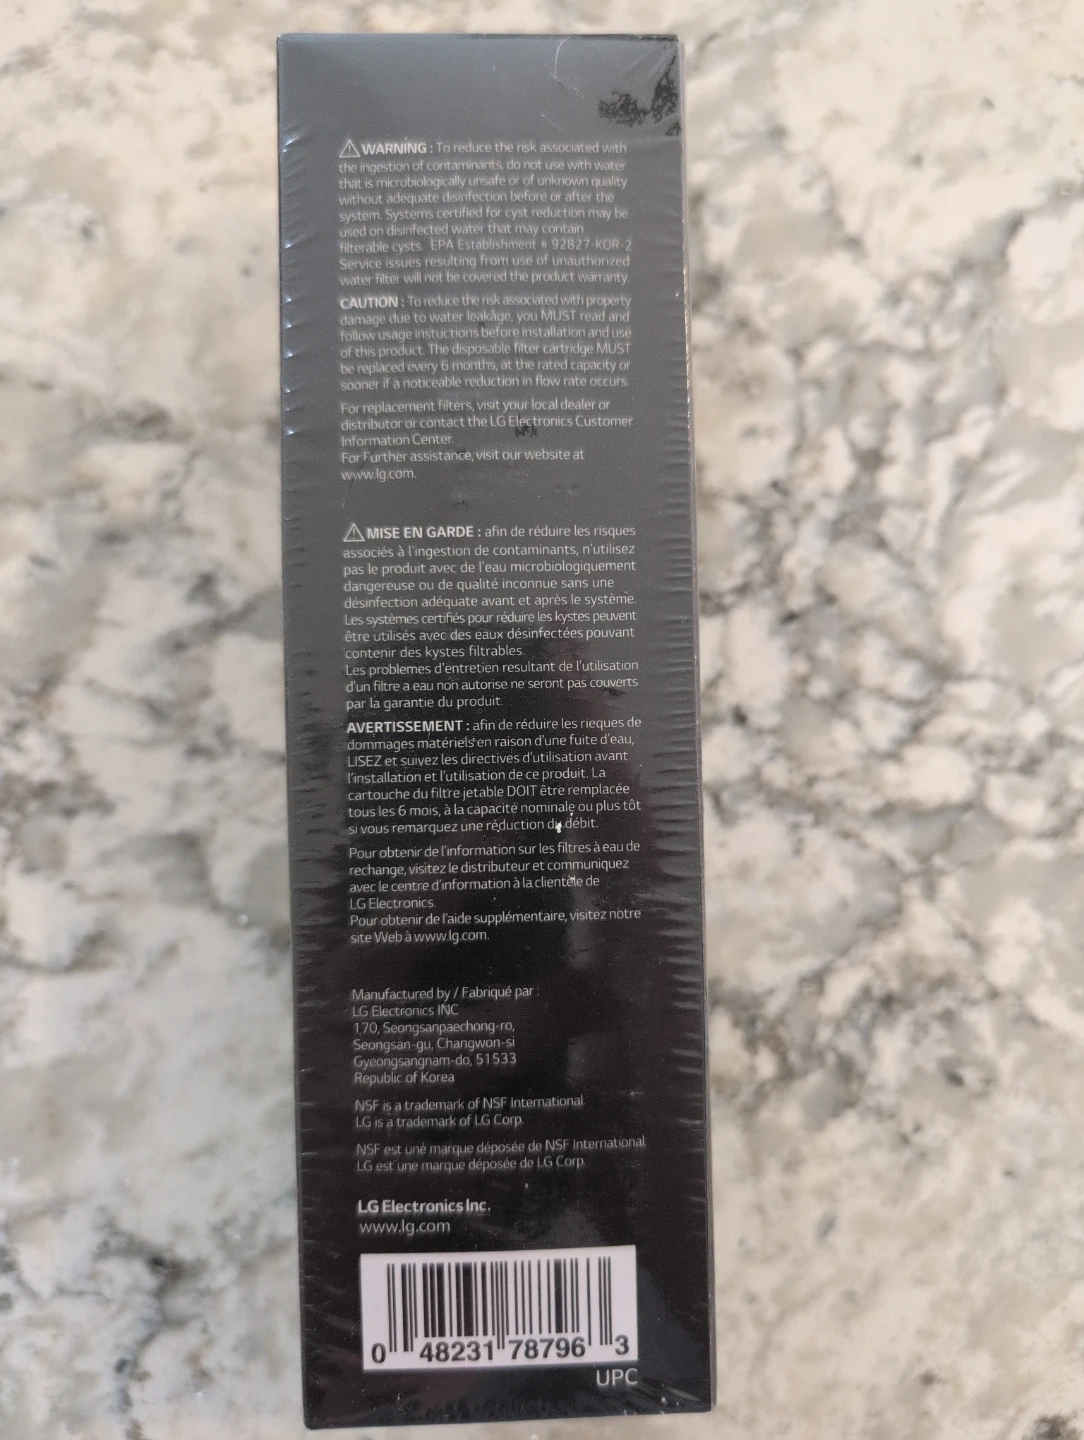 ⚠ WARNING : To reduce the risk associated with
the ingestion of contaminants, do not use with water
that is microbiologically unsafe or of unknown quality
without adequate disinfection before or after the
system. Systems certified for cyst reduction may be
used on disinfected water that may contain
filterable cysts. EPA Establishment # 92827-KOR-2
Service issues resulting from use of unauthorized
water filter will not be covered the product warranty.
CAUTION : To reduce the risk associated with property
damage due to water leakage, you MUST read and
follow usage instuctions before installation and use
of this product. The disposable filter cartridge MUST
be replaced every 6 months, at the rated capacity or
sooner if a noticeable reduction in flow rate occurs.
For replacement filters, visit your local dealer or
distributor or contact the LG Electronics Customer
Information Center.
For Further assistance, visit our website at
www.lg.com.
⚠ MISE EN GARDE : afin de réduire les risques
associés à l'ingestion de contaminants, n'utilisez
pas le produit avec de l'eau microbiologiquement
dangereuse ou de qualité inconnue sans une
désinfection adéquate avant et après le système.
Les systèmes certifiés pour réduire les kystes peuvent
être utilisés avec des eaux désinfectées pouvant
contenir des kystes filtrables.
Les problemes d'entretien resultant de l'utilisation
d'un filtre a eau non autorise ne seront pas couverts
par la garantie du produit.
AVERTISSEMENT : afin de réduire les rieques de
dommages matériels en raison d'une fuite d'eau,
LISEZ et suivez les directives d'utilisation avant
l'installation et l'utilisation de ce produit. La
cartouche du filtre jetable DOIT être remplacée
tous les 6 mois, à la capacité nominale ou plus tôt
si vous remarquez une réduction du débit.
Pour obtenir de l'information sur les filtres à eau de
rechange, visitez le distributeur et communiquez
avec le centre d'information à la clientèle de
LG Electronics.
Pour obtenir de l'aide supplémentaire, visitez notre
site Web à www.lg.com.
Manufactured by / Fabriqué par :
LG Electronics INC
170, Seongsanpaechong-ro,
Seongsan-gu, Changwon-si
Gyeongsangnam-do, 51533
Republic of Korea
NSF is a trademark of NSF International.
LG is a trademark of LG Corp.
NSF est uné marque déposée de NSF International.
LG est une marque déposée de LG Corp.
LG Electronics Inc.
www.lg.com
0 48231 78796 3
UPC